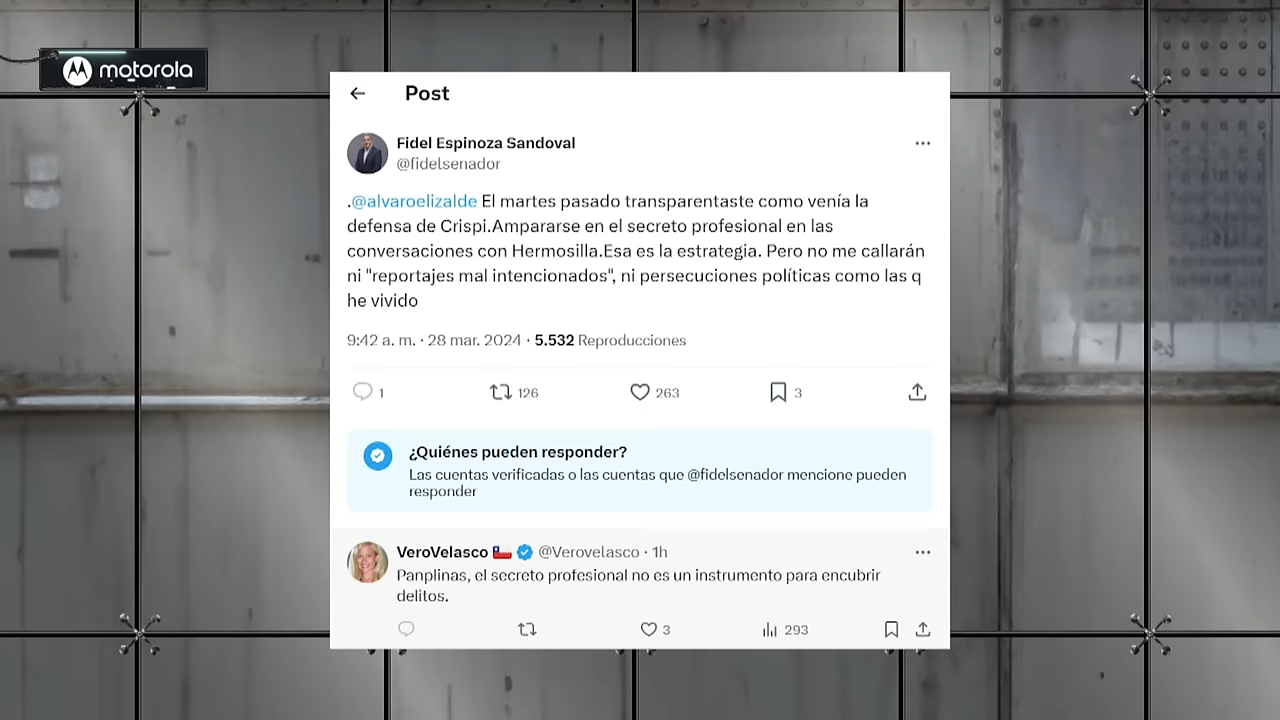 motorola
Post
Fidel Espinoza Sandoval
@fidelsenador
.@alvaroelizalde El martes pasado transparentaste como venía la
defensa de Crispi.Ampararse en el secreto profesional en las
conversaciones con Hermosilla.Esa es la estrategia. Pero no me callarán
ni "reportajes mal intencionados", ni persecuciones políticas como las q
he vivido
9:42 a. m. · 28 mar. 2024 · 5.532 Reproducciones
1 126 263 3
¿Quiénes pueden responder?
Las cuentas verificadas o las cuentas que @fidelsenador mencione pueden
responder
VeroVelasco @Verovelasco · 1h
Panplinas, el secreto profesional no es un instrumento para encubrir
delitos.
3 293